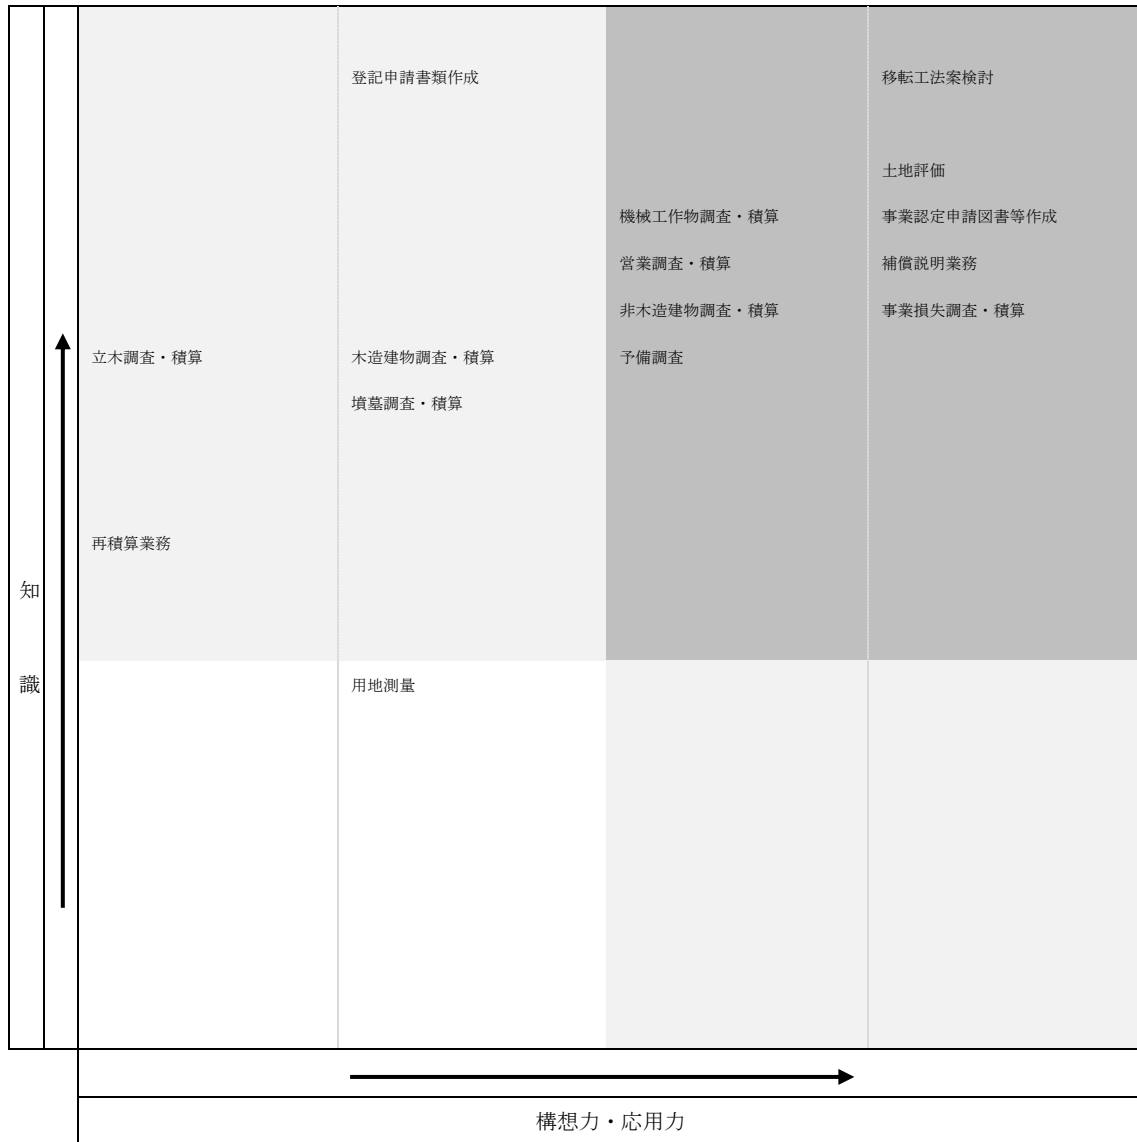 登記申請書類作成
移転工法案検討
土地評価
機械工作物調査・積算
事業認定申請図書等作成
営業調査・積算
補償説明業務
非木造建物調査・積算
事業損失調査・積算
立木調査・積算
木造建物調査・積算
予備調査
墳墓調査・積算
再積算業務
知
識
用地測量
構想力・応用力